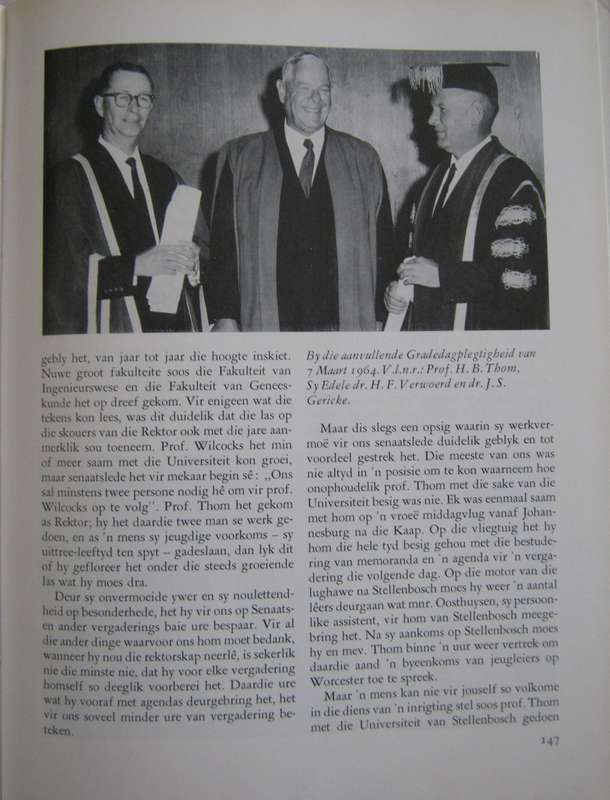 gebly het, van jaar tot jaar die hoogte inskiet.
Nuwe groot fakulteite soos die Fakulteit van
Ingenieurswese en die Fakulteit van Genees-
kunde het op dreef gekom. Vir enigeen wat die
tekens kon lees, was dit duidelik dat die las op
die skouers van die Rektor ook met die jare aan-
merklik sou toeneem. Prof. Wilcocks het min
of meer saam met die Universiteit kon groei,
maar senaatslede het vir mekaar begin sê: „Ons
sal minstens twee persone nodig hê om vir prof.
Wilcocks op te volg”. Prof. Thom het gekom
as Rektor; hy het daardie twee man se werk ge-
doen, en as 'n mens sy jeugdige voorkoms – sy
uittree-leeftyd ten spyt – gadeslaan, dan lyk dit
of hy gefloreer het onder die steeds groeiende
las wat hy moes dra.
Deur sy onvermoeide ywer en sy noulettend-
heid op besonderhede, het hy vir ons op Senaats-
en ander vergaderings baie ure bespaar. Vir al
die ander dinge waarvoor ons hom moet bedank,
wanneer hy nou die rektorskap neerlê, is sekerlik
nie die minste nie, dat hy voor elke vergadering
homself so deeglik voorberei het. Daardie ure
wat hy vooraf met agendas deurgebring het, het
vir ons soveel minder ure van vergadering be-
teken.
By die aanvullende Gradedagplegtigheid van
7 Maart 1964. V.l.n.r.: Prof. H. B. Thom,
Sy Edele dr. H. F. Verwoerd en dr. J. S.
Gericke.
Maar dis slegs een opsig waarin sy werkver-
moë vir ons senaatslede duidelik geblyk en tot
voordeel gestrek het. Die meeste van ons was
nie altyd in 'n posisie om te kon waarneem hoe
onophoudelik prof. Thom met die sake van die
Universiteit besig was nie. Ek was eenmaal saam
met hom op 'n vroeë middagvlug vanaf Johan-
nesburg na die Kaap. Op die vliegtuig het hy
hom die hele tyd besig gehou met die bestude-
ring van memoranda en 'n agenda vir 'n verga-
dering die volgende dag. Op die motor van die
lughawe na Stellenbosch moes hy weer 'n aantal
lêers deurgaan wat mnr. Oosthuysen, sy persoon-
like assistent, vir hom van Stellenbosch meege-
bring het. Na sy aankoms op Stellenbosch moes
hy en mev. Thom binne 'n uur weer vertrek om
daardie aand 'n byeenkoms van jeugleiers op
Worcester toe te spreek.
Maar 'n mens kan nie vir jouself so volkome
in die diens van 'n inrigting stel soos prof. Thom
met die Universiteit van Stellenbosch gedoen
147